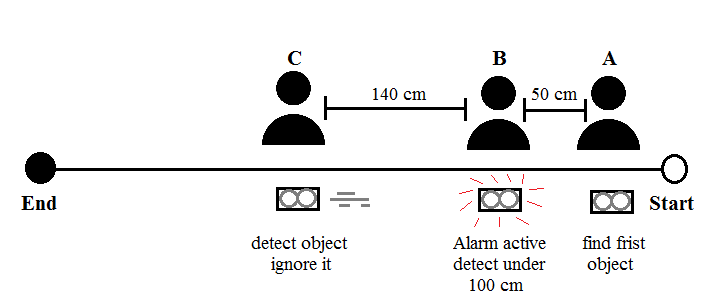 C
B
A
140 cm
50 cm
End
Start
detect object
ignore it
Alarm active
detect under
100 cm
find frist
object